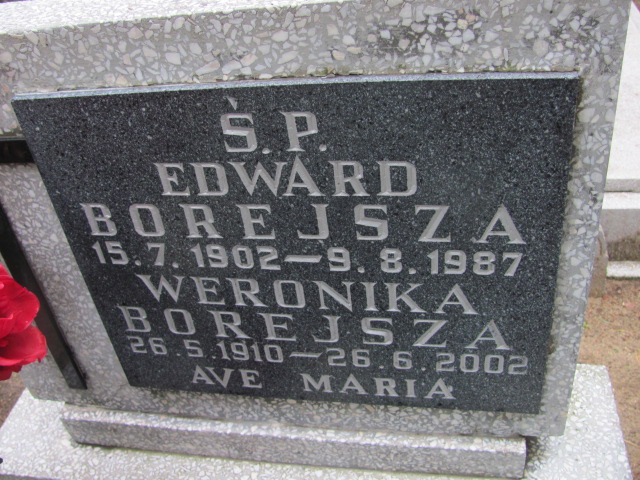 Ś.P.
EDWARD
BOREJSZA
15.7.1902-9.8.1987
WERONIKA
BOREJSZA
26.5.1910-26.6.2002
AVE MARIA